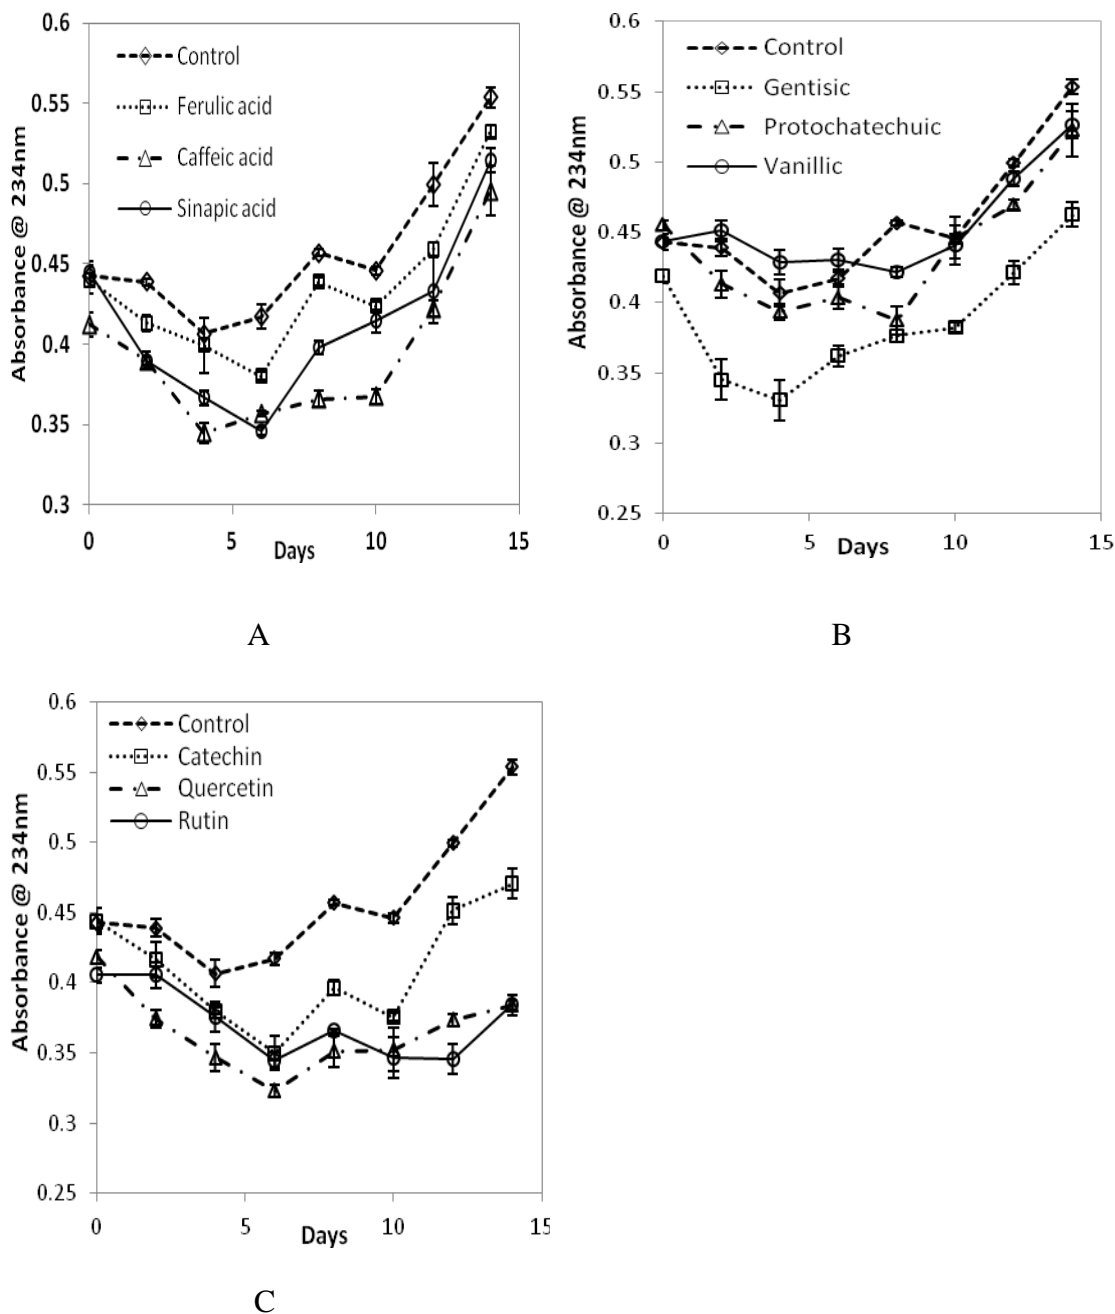 0.6
0.55
0.5
0.45
0.4
0.35
0.3
Absorbance @ 234nm
Control
Ferulic acid
Caffeic acid
Sinapic acid
0 5 10 15
Days
A
0.6
0.55
0.5
0.45
0.4
0.35
0.3
0.25
Absorbance @ 234nm
Control
Gentisic
Protochatechuic
Vanillic
0 5 10 15
Days
B
0.6
0.55
0.5
0.45
0.4
0.35
0.3
0.25
Absorbance @ 234nm
Control
Catechin
Quercetin
Rutin
0 5 10 15
Days
C